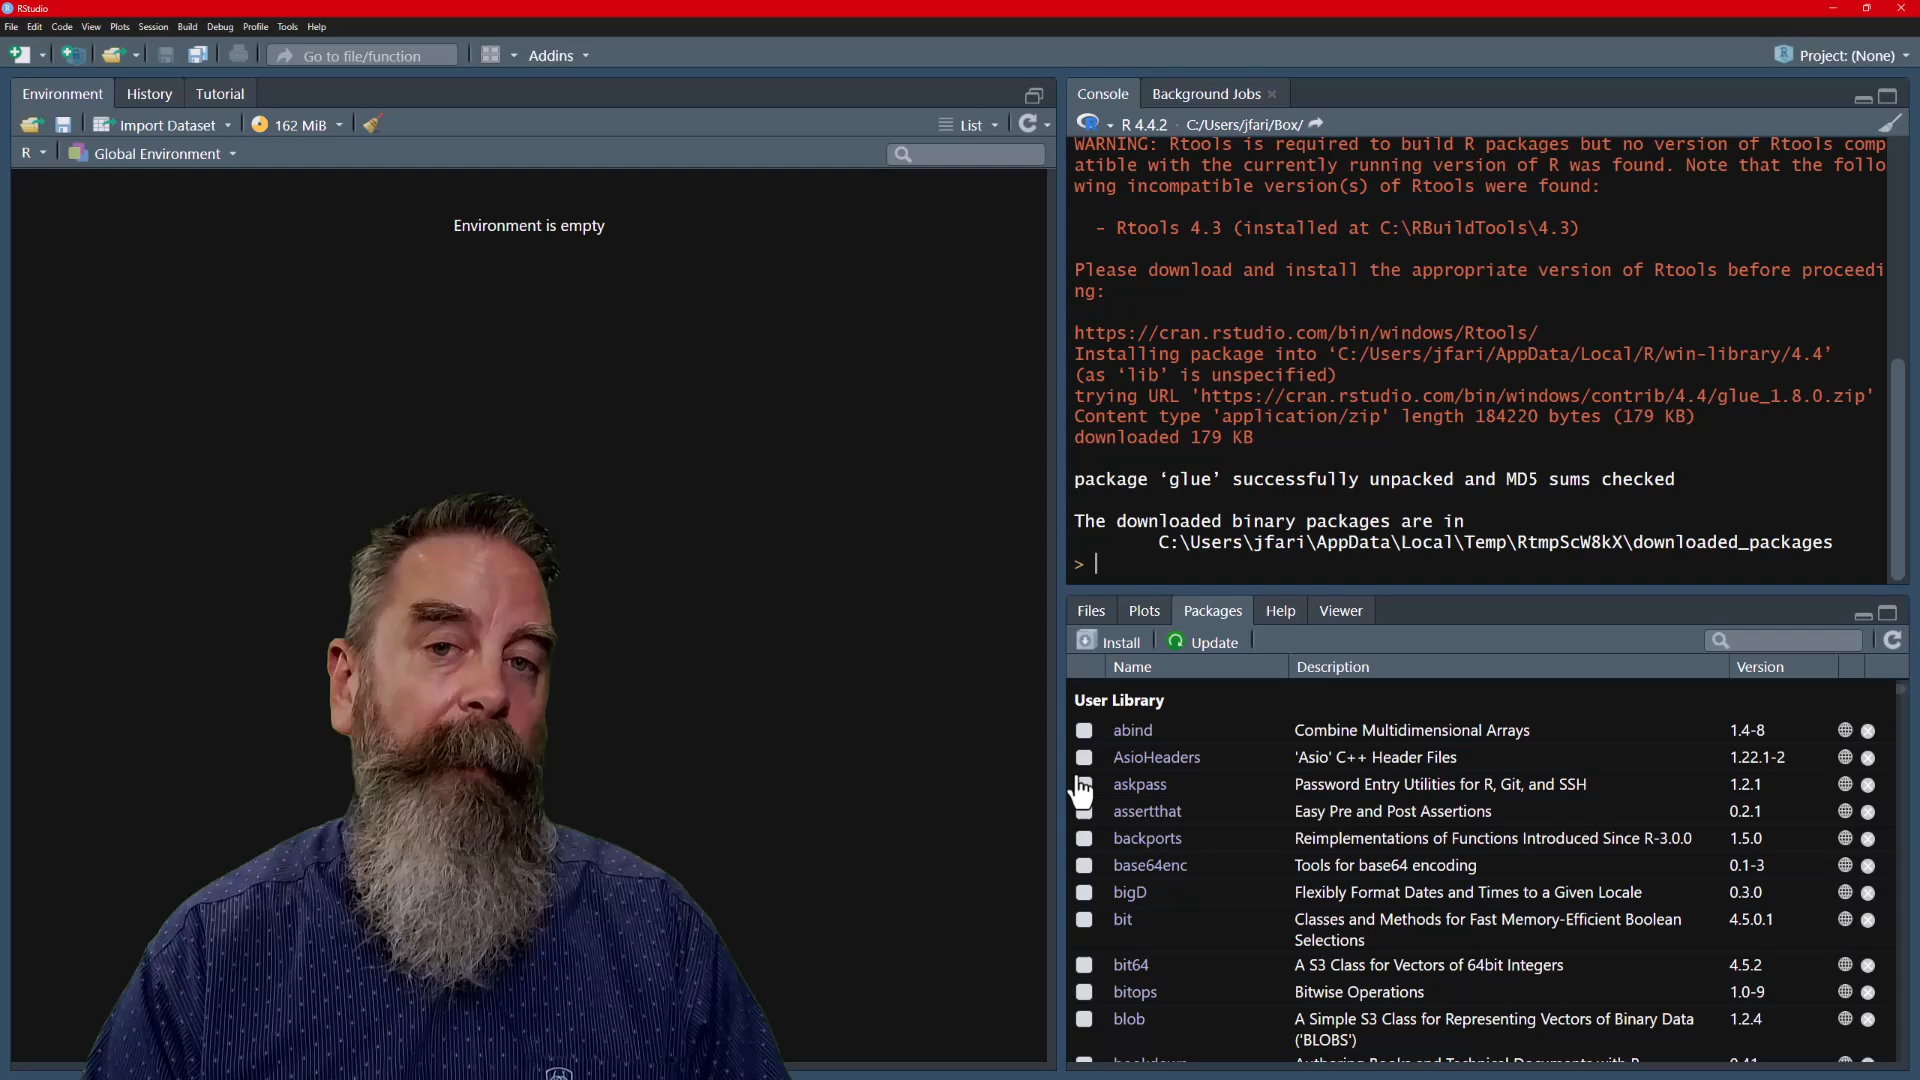 RStudio
File Edit Code View Plots Session Build Debug Profile Tools Help
Go to file/function
Addins
Project: (None)
Environment History Tutorial
Import Dataset 162 MiB List
R Global Environment
Environment is empty
Console Background Jobs
R 4.4.2 · C:/Users/jfari/Box/
WARNING: Rtools is required to build R packages but no version of Rtools comp
atible with the currently running version of R was found. Note that the follo
wing incompatible version(s) of Rtools were found:
- Rtools 4.3 (installed at C:\RBuildTools\4.3)
Please download and install the appropriate version of Rtools before proceedi
ng:
https://cran.rstudio.com/bin/windows/Rtools/
Installing package into ‘C:/Users/jfari/AppData/Local/R/win-library/4.4’
(as ‘lib’ is unspecified)
trying URL 'https://cran.rstudio.com/bin/windows/contrib/4.4/glue_1.8.0.zip'
Content type 'application/zip' length 184220 bytes (179 KB)
downloaded 179 KB
package ‘glue’ successfully unpacked and MD5 sums checked
The downloaded binary packages are in
C:\Users\jfari\AppData\Local\Temp\RtmpScW8kX\downloaded_packages
>
Files Plots Packages Help Viewer
Install Update
Name Description Version
User Library
abind Combine Multidimensional Arrays 1.4-8
AsioHeaders 'Asio' C++ Header Files 1.22.1-2
askpass Password Entry Utilities for R, Git, and SSH 1.2.1
assertthat Easy Pre and Post Assertions 0.2.1
backports Reimplementations of Functions Introduced Since R-3.0.0 1.5.0
base64enc Tools for base64 encoding 0.1-3
bigD Flexibly Format Dates and Times to a Given Locale 0.3.0
bit Classes and Methods for Fast Memory-Efficient Boolean 4.5.0.1
Selections
bit64 A S3 Class for Vectors of 64bit Integers 4.5.2
bitops Bitwise Operations 1.0-9
blob A Simple S3 Class for Representing Vectors of Binary Data 1.2.4
('BLOBS')